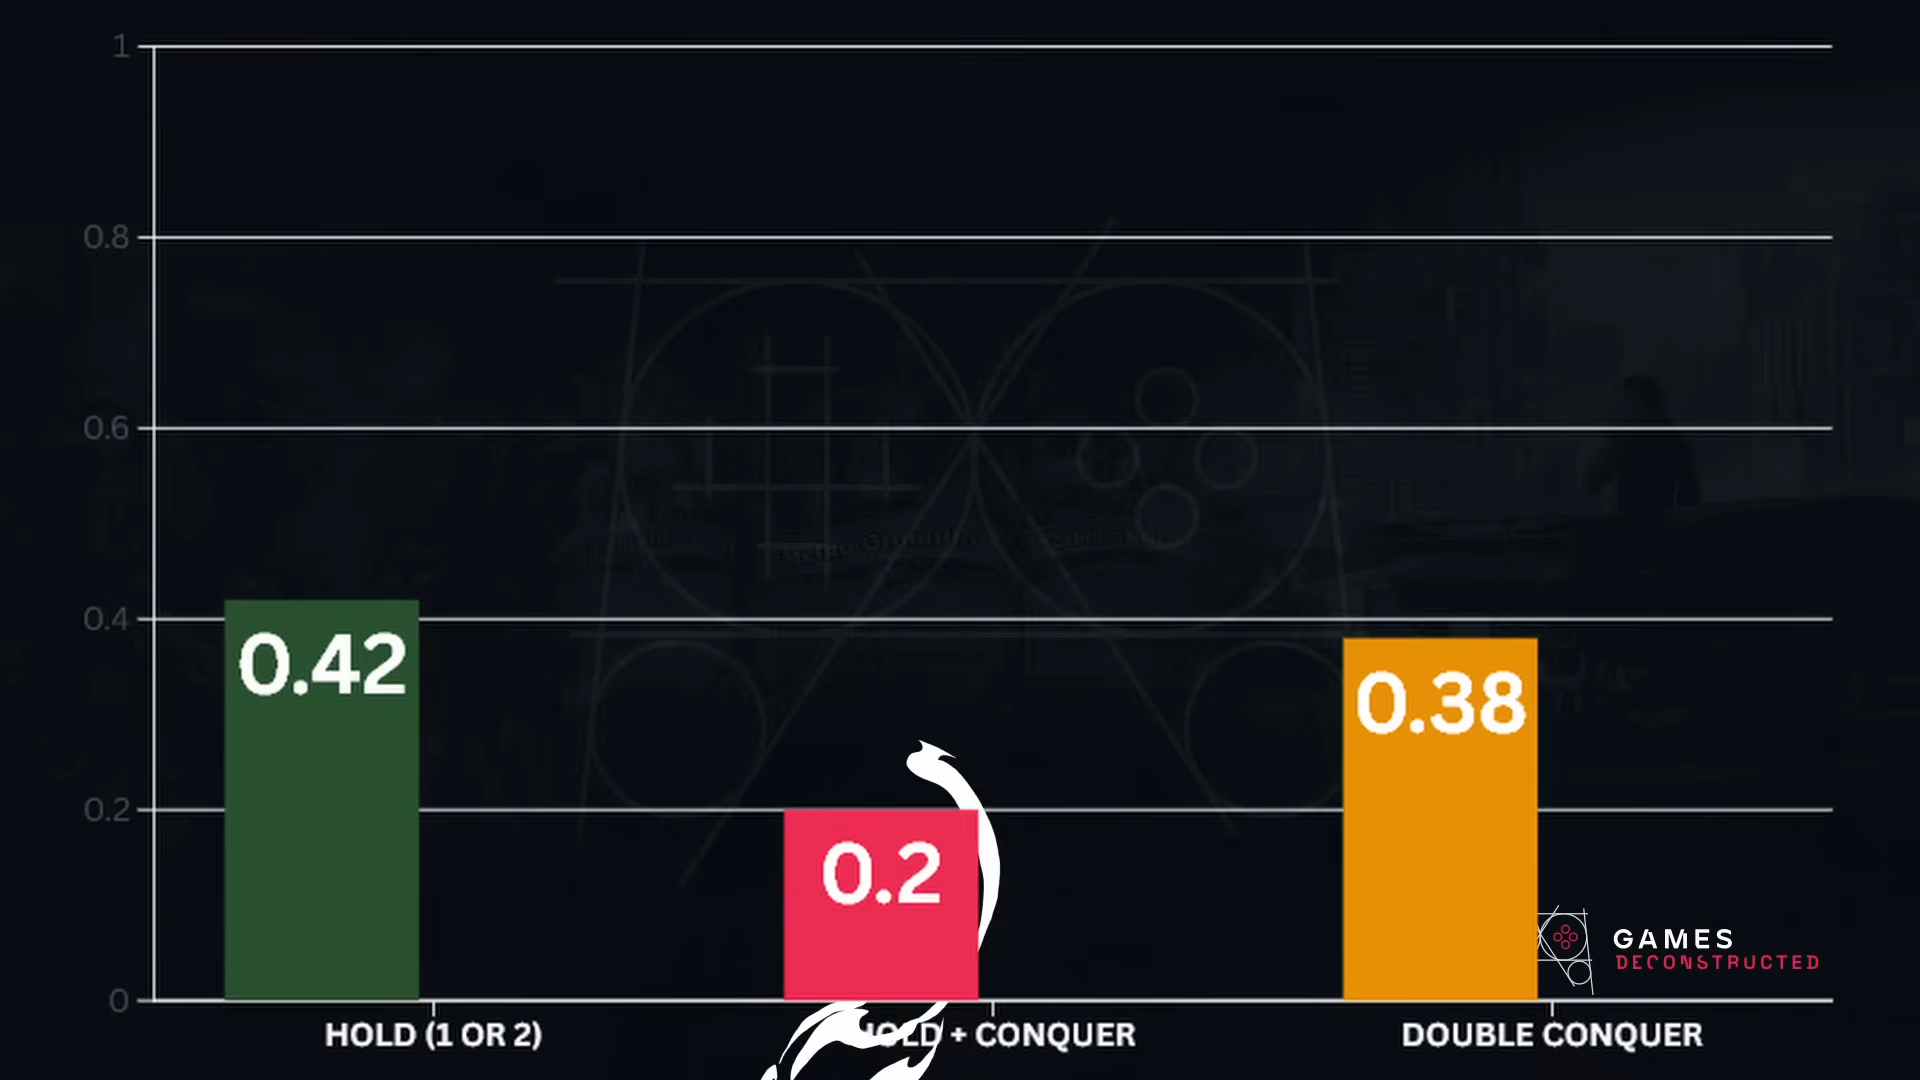 1
0.8
0.6
0.4
0.2
0
0.42
0.2
0.38
HOLD (1 OR 2)
HOLD + CONQUER
DOUBLE CONQUER
GAMES
DECONSTRUCTED